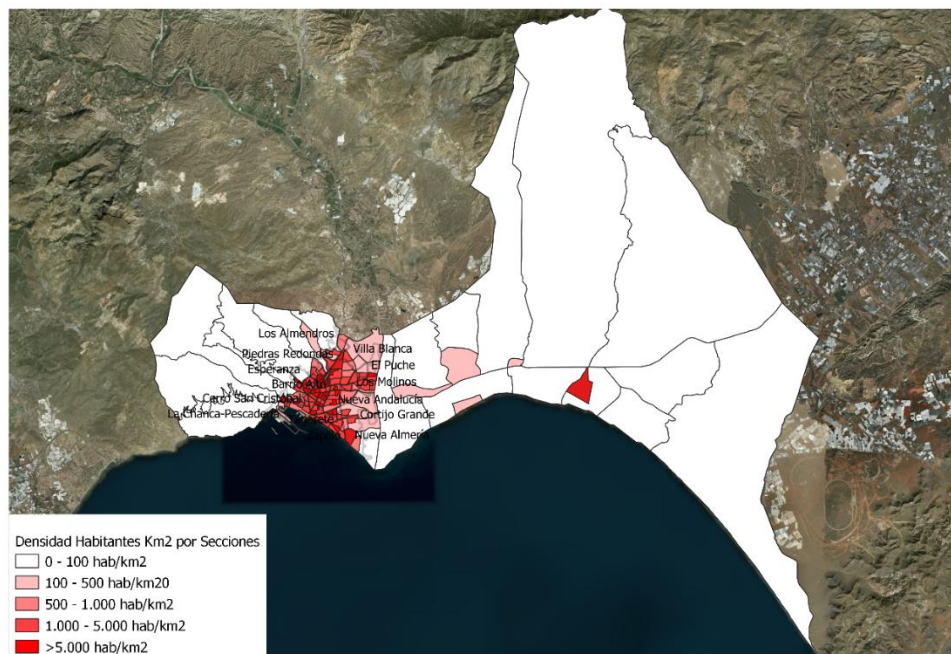 Los Almendros
Piedras Redondas
Villa Blanca
Esperanza
El Puche
Barrio Alto
Los Molinos
Cerro San Cristóbal
Nueva Andalucía
La Chanca-Pescadería
Cortijo Grande
Nueva Almería
Densidad Habitantes Km2 por Secciones
0 - 100 hab/km2
100 - 500 hab/km20
500 - 1.000 hab/km2
1.000 - 5.000 hab/km2
>5.000 hab/km2